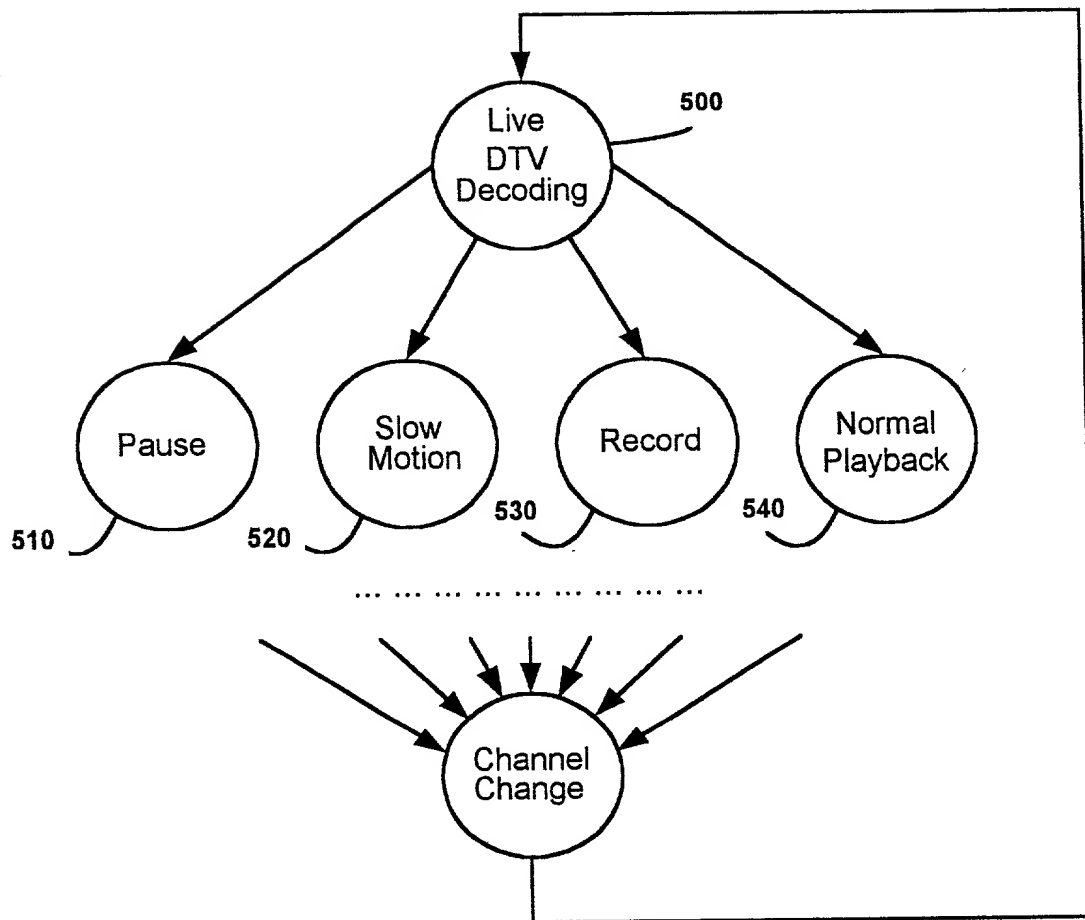 500
Live
DTV
Decoding
Pause
Slow
Motion
Record
Normal
Playback
510
520
530
540
... ... ... ... ... ... ... ... ...
Channel
Change